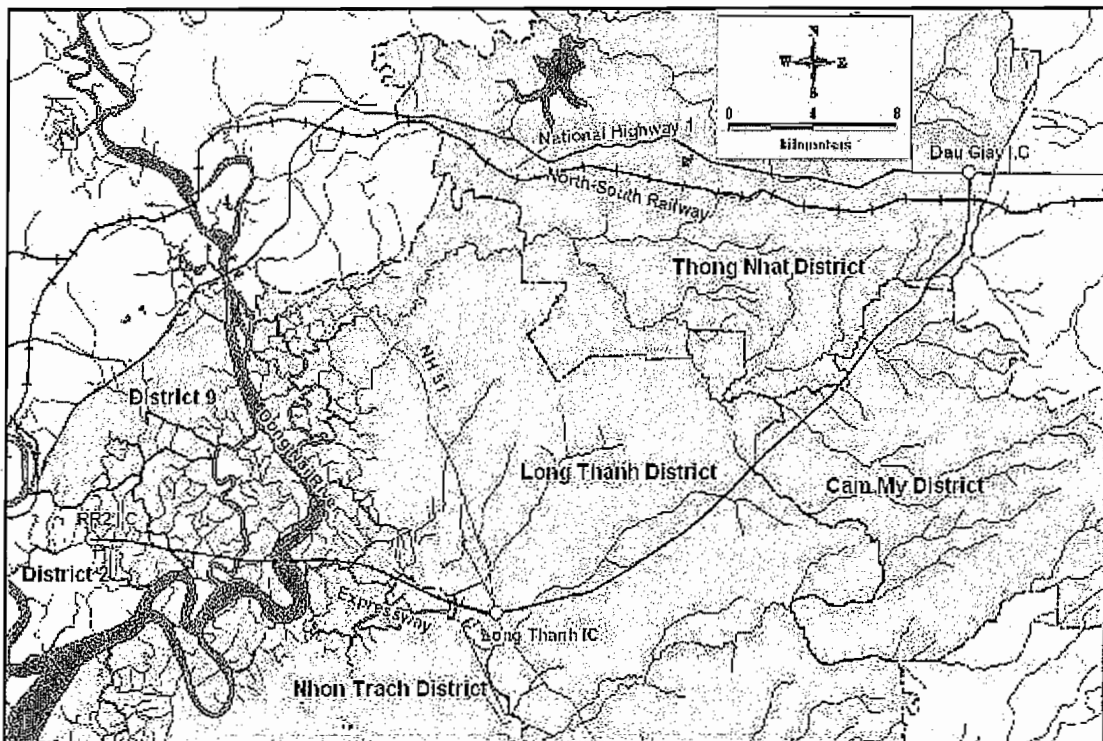 N
W E
S
0 4 8
kilometers
National Highway 1
Dau Giay I.C
North-South Railway
Thong Nhat District
NH 51
District 9
Dong Nai River
Long Thanh District
Cam My District
RR2 I.C
District 2
Expressway
Long Thanh IC
Nhon Trach District